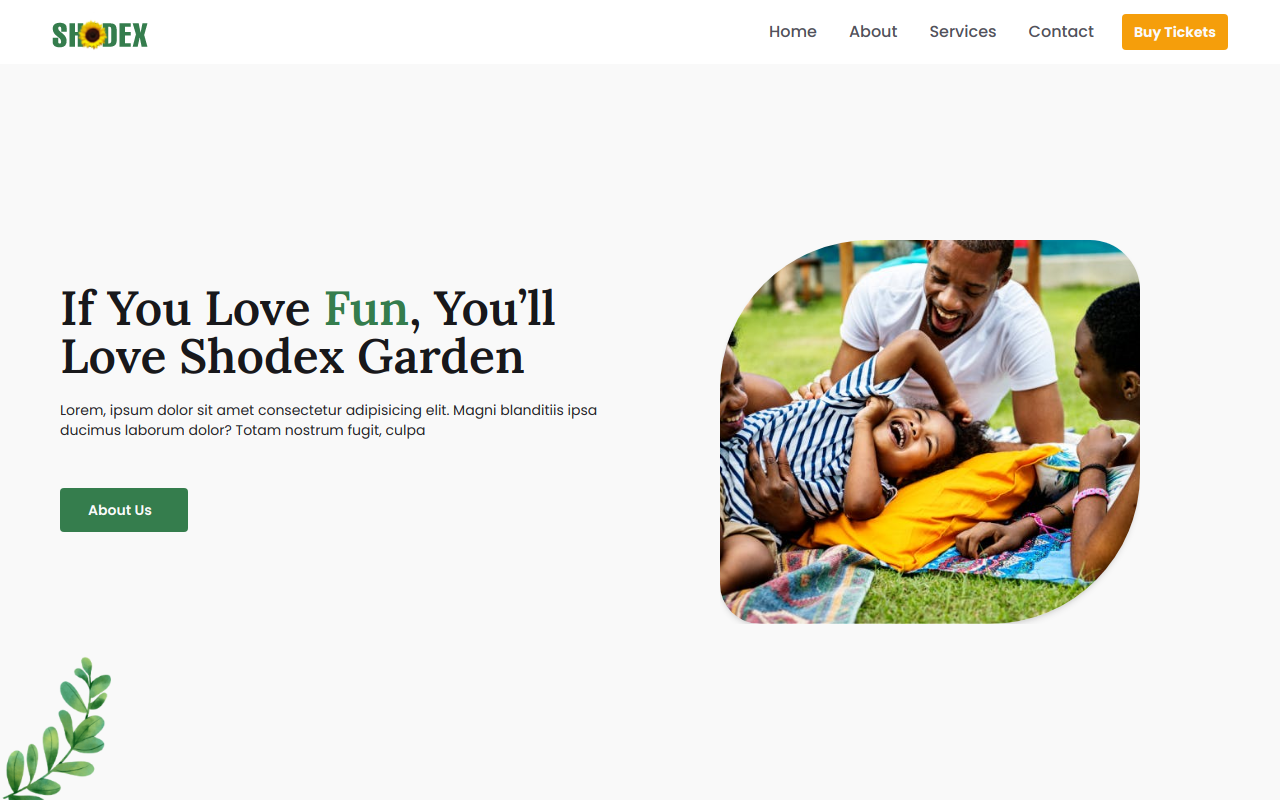 SHODEX
Home
About
Services
Contact
Buy Tickets
If You Love Fun, You’ll
Love Shodex Garden
Lorem, ipsum dolor sit amet consectetur adipisicing elit. Magni blanditiis ipsa
ducimus laborum dolor? Totam nostrum fugit, culpa
About Us